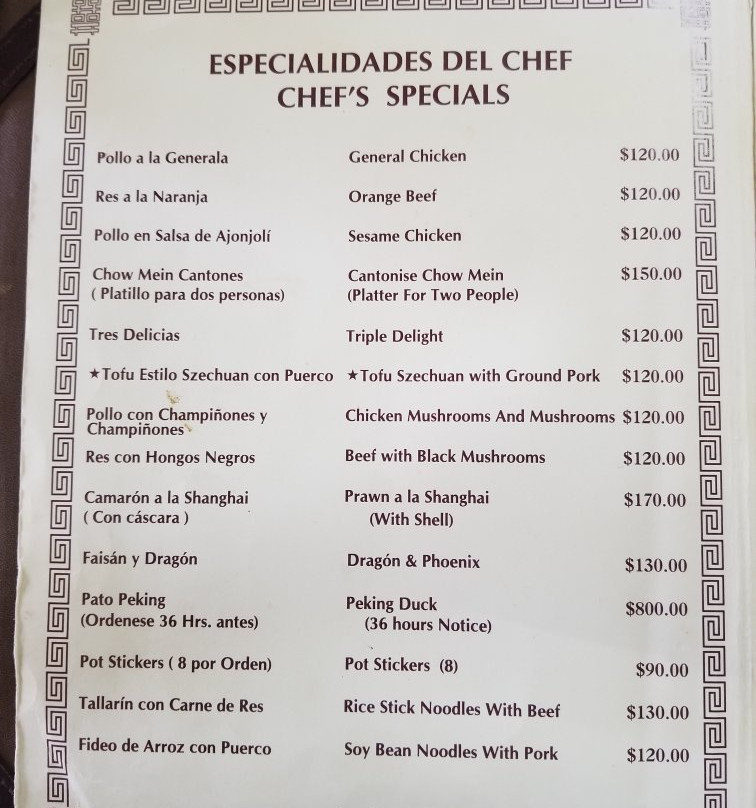 ESPECIALIDADES DEL CHEF
CHEF'S SPECIALS
Pollo a la Generala General Chicken $120.00
Res a la Naranja Orange Beef $120.00
Pollo en Salsa de Ajonjolí Sesame Chicken $120.00
Chow Mein Cantones Cantonise Chow Mein $150.00
( Platillo para dos personas) (Platter For Two People)
Tres Delicias Triple Delight $120.00
★Tofu Estilo Szechuan con Puerco ★Tofu Szechuan with Ground Pork $120.00
Pollo con Champiñones y Chicken Mushrooms And Mushrooms $120.00
Champiñones
Res con Hongos Negros Beef with Black Mushrooms $120.00
Camarón a la Shanghai Prawn a la Shanghai $170.00
( Con cáscara ) (With Shell)
Faisán y Dragón Dragón & Phoenix $130.00
Pato Peking Peking Duck $800.00
(Ordenese 36 Hrs. antes) (36 hours Notice)
Pot Stickers ( 8 por Orden) Pot Stickers (8) $90.00
Tallarín con Carne de Res Rice Stick Noodles With Beef $130.00
Fideo de Arroz con Puerco Soy Bean Noodles With Pork $120.00